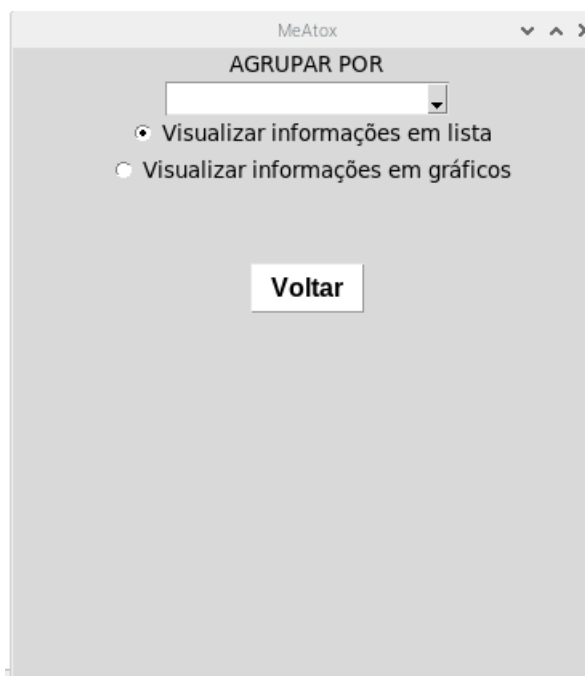 MeAtox
AGRUPAR POR
Visualizar informações em lista
Visualizar informações em gráficos
Voltar